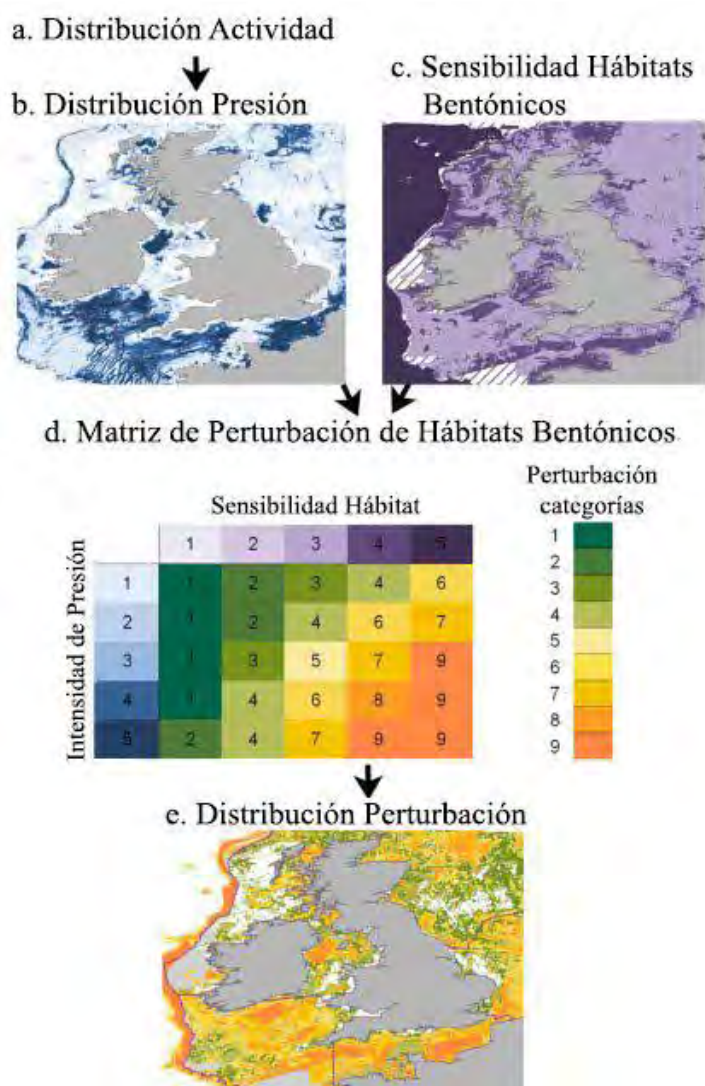 a. Distribución Actividad
b. Distribución Presión
c. Sensibilidad Hábitats
Bentónicos
d. Matriz de Perturbación de Hábitats Bentónicos
Sensibilidad Hábitat
Intensidad de Presión
1 2 3 4 5
1 1 2 3 4 6
2 1 2 4 6 7
3 1 3 5 7 9
4 1 4 6 8 9
5 2 4 7 9 9
Perturbación
categorías
1
2
3
4
5
6
7
8
9
e. Distribución Perturbación